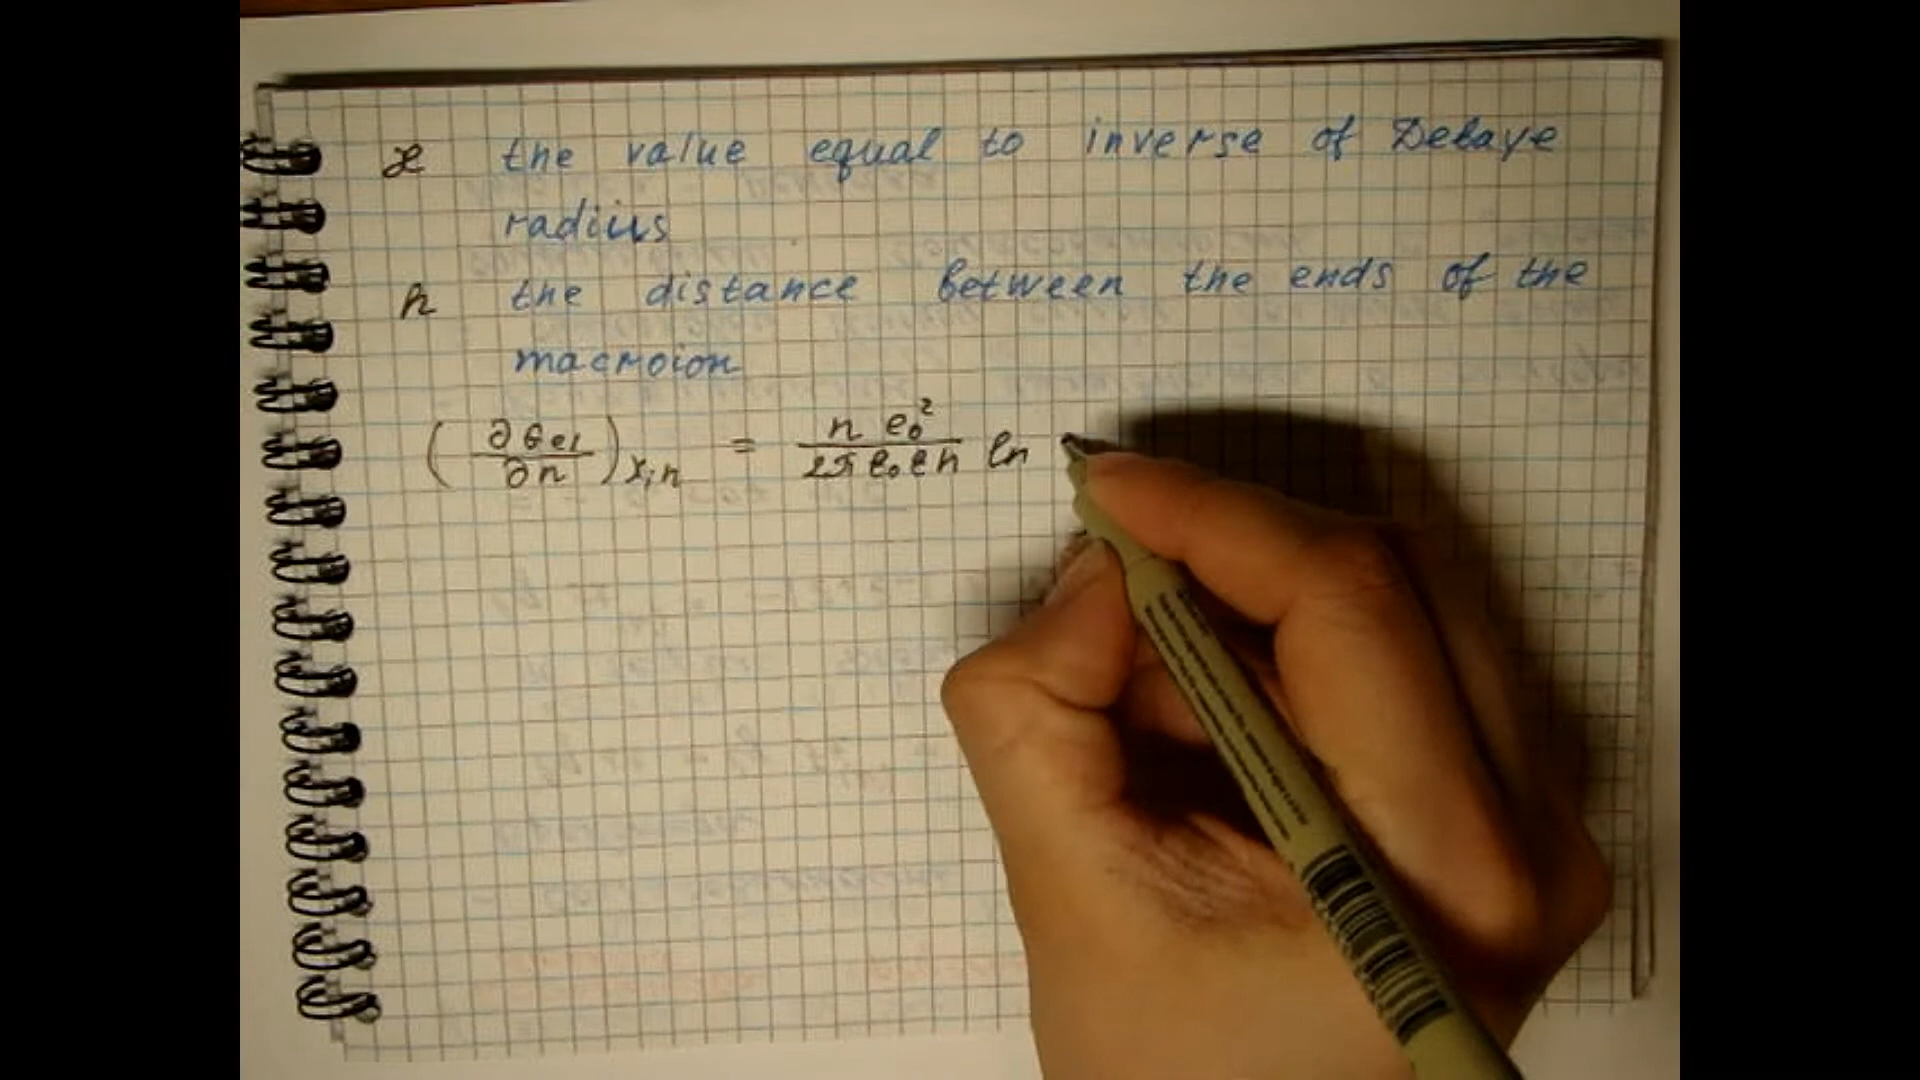 æ the value equal to inverse of Debaye
radius
h the distance between the ends of the
macroion
(∂Gel/∂n)x,n = n e₀²/2π ℓ₀ ℓ h ln